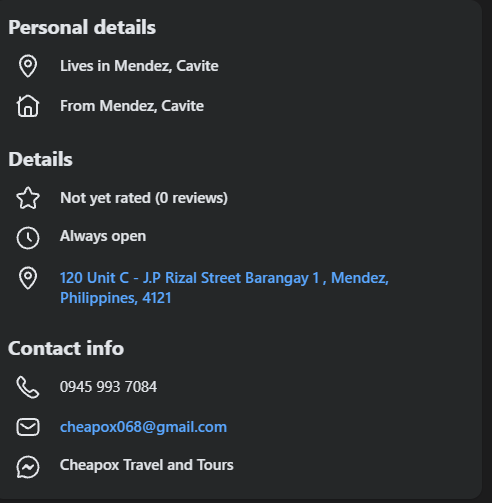 Personal details
Lives in Mendez, Cavite
From Mendez, Cavite
Details
Not yet rated (0 reviews)
Always open
120 Unit C - J.P Rizal Street Barangay 1 , Mendez,
Philippines, 4121
Contact info
0945 993 7084
cheapox068@gmail.com
Cheapox Travel and Tours